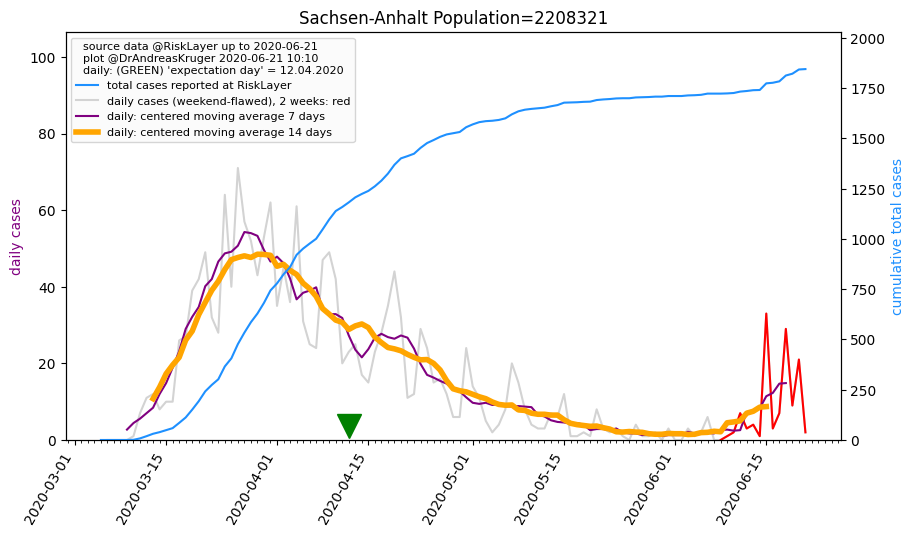 Sachsen-Anhalt Population=2208321
source data @RiskLayer up to 2020-06-21
plot @DrAndreasKruger 2020-06-21 10:10
daily: (GREEN) 'expectation day' = 12.04.2020
total cases reported at RiskLayer
daily cases (weekend-flawed), 2 weeks: red
daily: centered moving average 7 days
daily: centered moving average 14 days
daily cases
100
80
60
40
20
0
cumulative total cases
2000
1750
1500
1250
1000
750
500
250
0
2020-03-01
2020-03-15
2020-04-01
2020-04-15
2020-05-01
2020-05-15
2020-06-01
2020-06-15